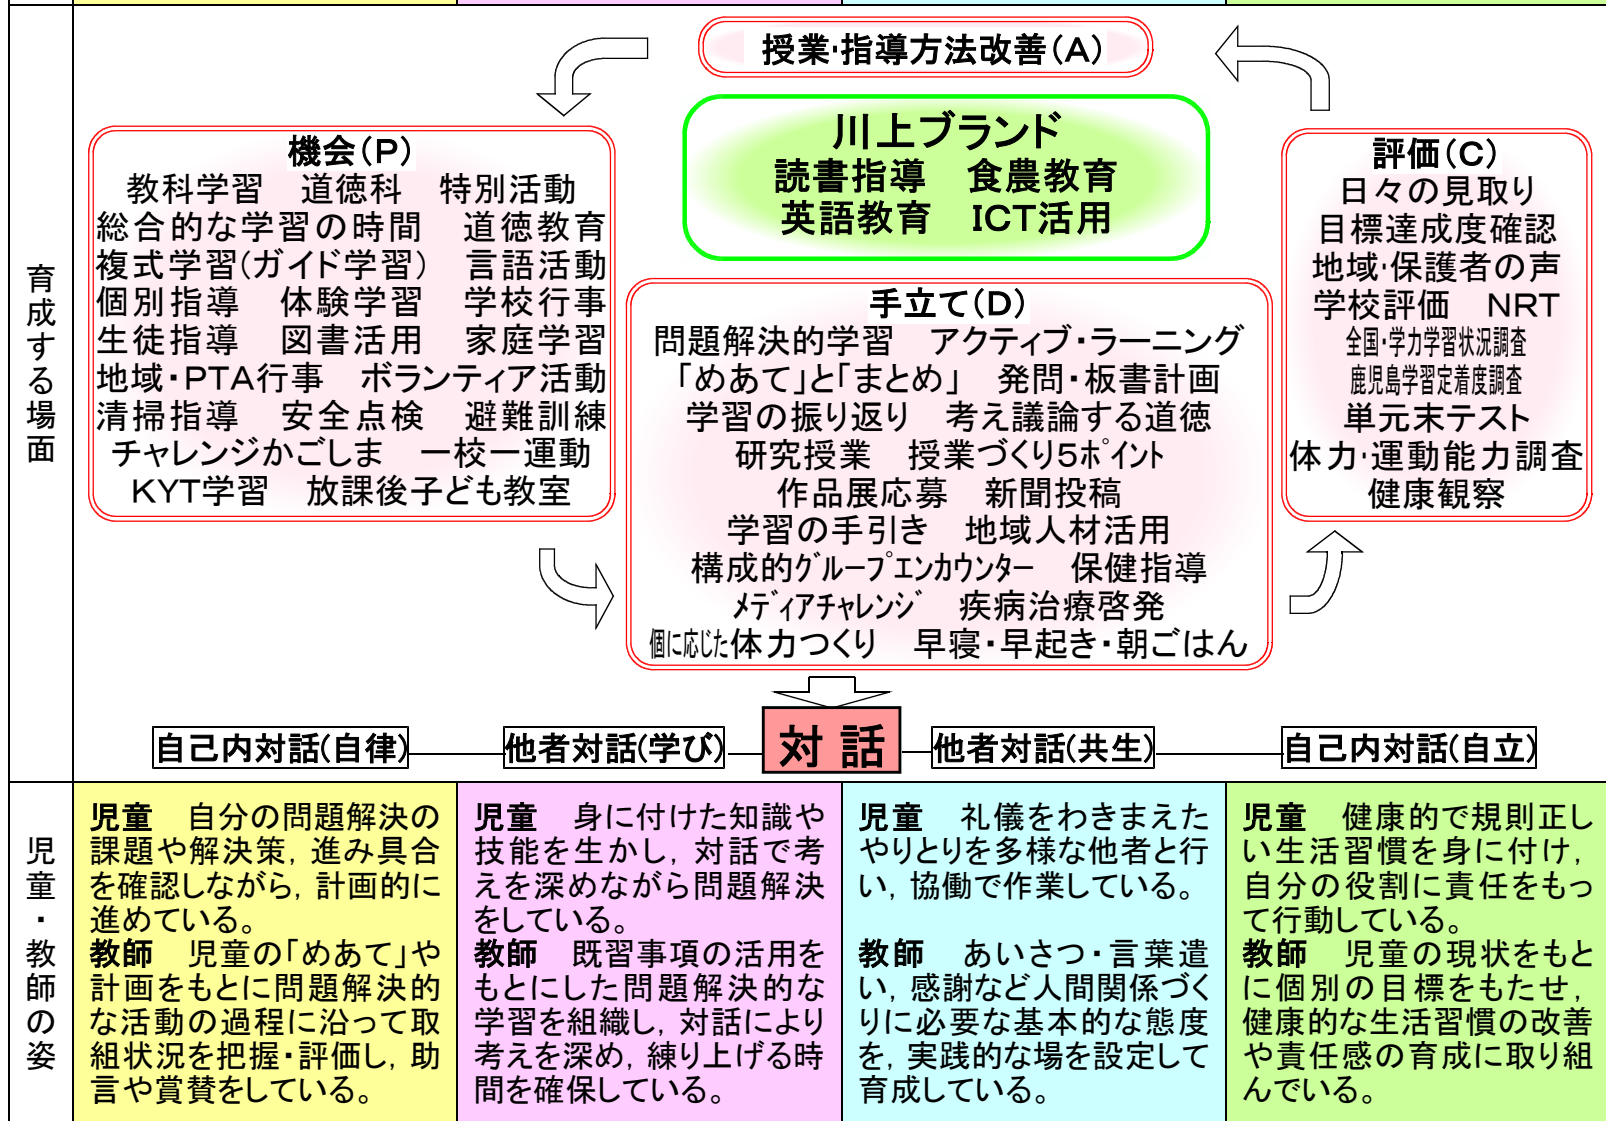 育成する場面
授業・指導方法改善(A)
川上ブランド
読書指導　食農教育
英語教育　ICT活用
機会(P)
教科学習　道徳科　特別活動
総合的な学習の時間　道徳教育
複式学習(ガイド学習)　言語活動
個別指導　体験学習　学校行事
生徒指導　図書活用　家庭学習
地域・PTA行事　ボランティア活動
清掃指導　安全点検　避難訓練
チャレンジかごしま　一校一運動
KYT学習　放課後子ども教室
手立て(D)
問題解決的学習　アクティブ・ラーニング
「めあて」と「まとめ」　発問・板書計画
学習の振り返り　考え議論する道徳
研究授業　授業づくり5ﾎﾟｲﾝﾄ
作品展応募　新聞投稿
学習の手引き　地域人材活用
構成的ｸﾞﾙｰﾌﾟｴﾝｶｳﾝﾀｰ　保健指導
ﾒﾃﾞｨｱﾁｬﾚﾝｼﾞ　疾病治療啓発
個に応じた体力つくり　早寝・早起き・朝ごはん
評価(C)
日々の見取り
目標達成度確認
地域・保護者の声
学校評価　NRT
全国・学力学習状況調査
鹿児島学習定着度調査
単元末テスト
体力・運動能力調査
健康観察
自己内対話(自律)
他者対話(学び)
対話
他者対話(共生)
自己内対話(自立)
児童・教師の姿
児童　自分の問題解決の
課題や解決策，進み具合
を確認しながら，計画的に
進めている。
教師　児童の「めあて」や
計画をもとに問題解決的
な活動の過程に沿って取
組状況を把握・評価し，助
言や賞賛をしている。
児童　身に付けた知識や
技能を生かし，対話で考
えを深めながら問題解決
をしている。
教師　既習事項の活用を
もとにした問題解決的な
学習を組織し，対話により
考えを深め，練り上げる時
間を確保している。
児童　礼儀をわきまえた
やりとりを多様な他者と行
い，協働で作業している。
教師　あいさつ・言葉遣
い，感謝など人間関係づく
りに必要な基本的な態度
を，実践的な場を設定して
育成している。
児童　健康的で規則正し
い生活習慣を身に付け，
自分の役割に責任をもっ
て行動している。
教師　児童の現状をもと
に個別の目標をもたせ，
健康的な生活習慣の改善
や責任感の育成に取り組
んでいる。